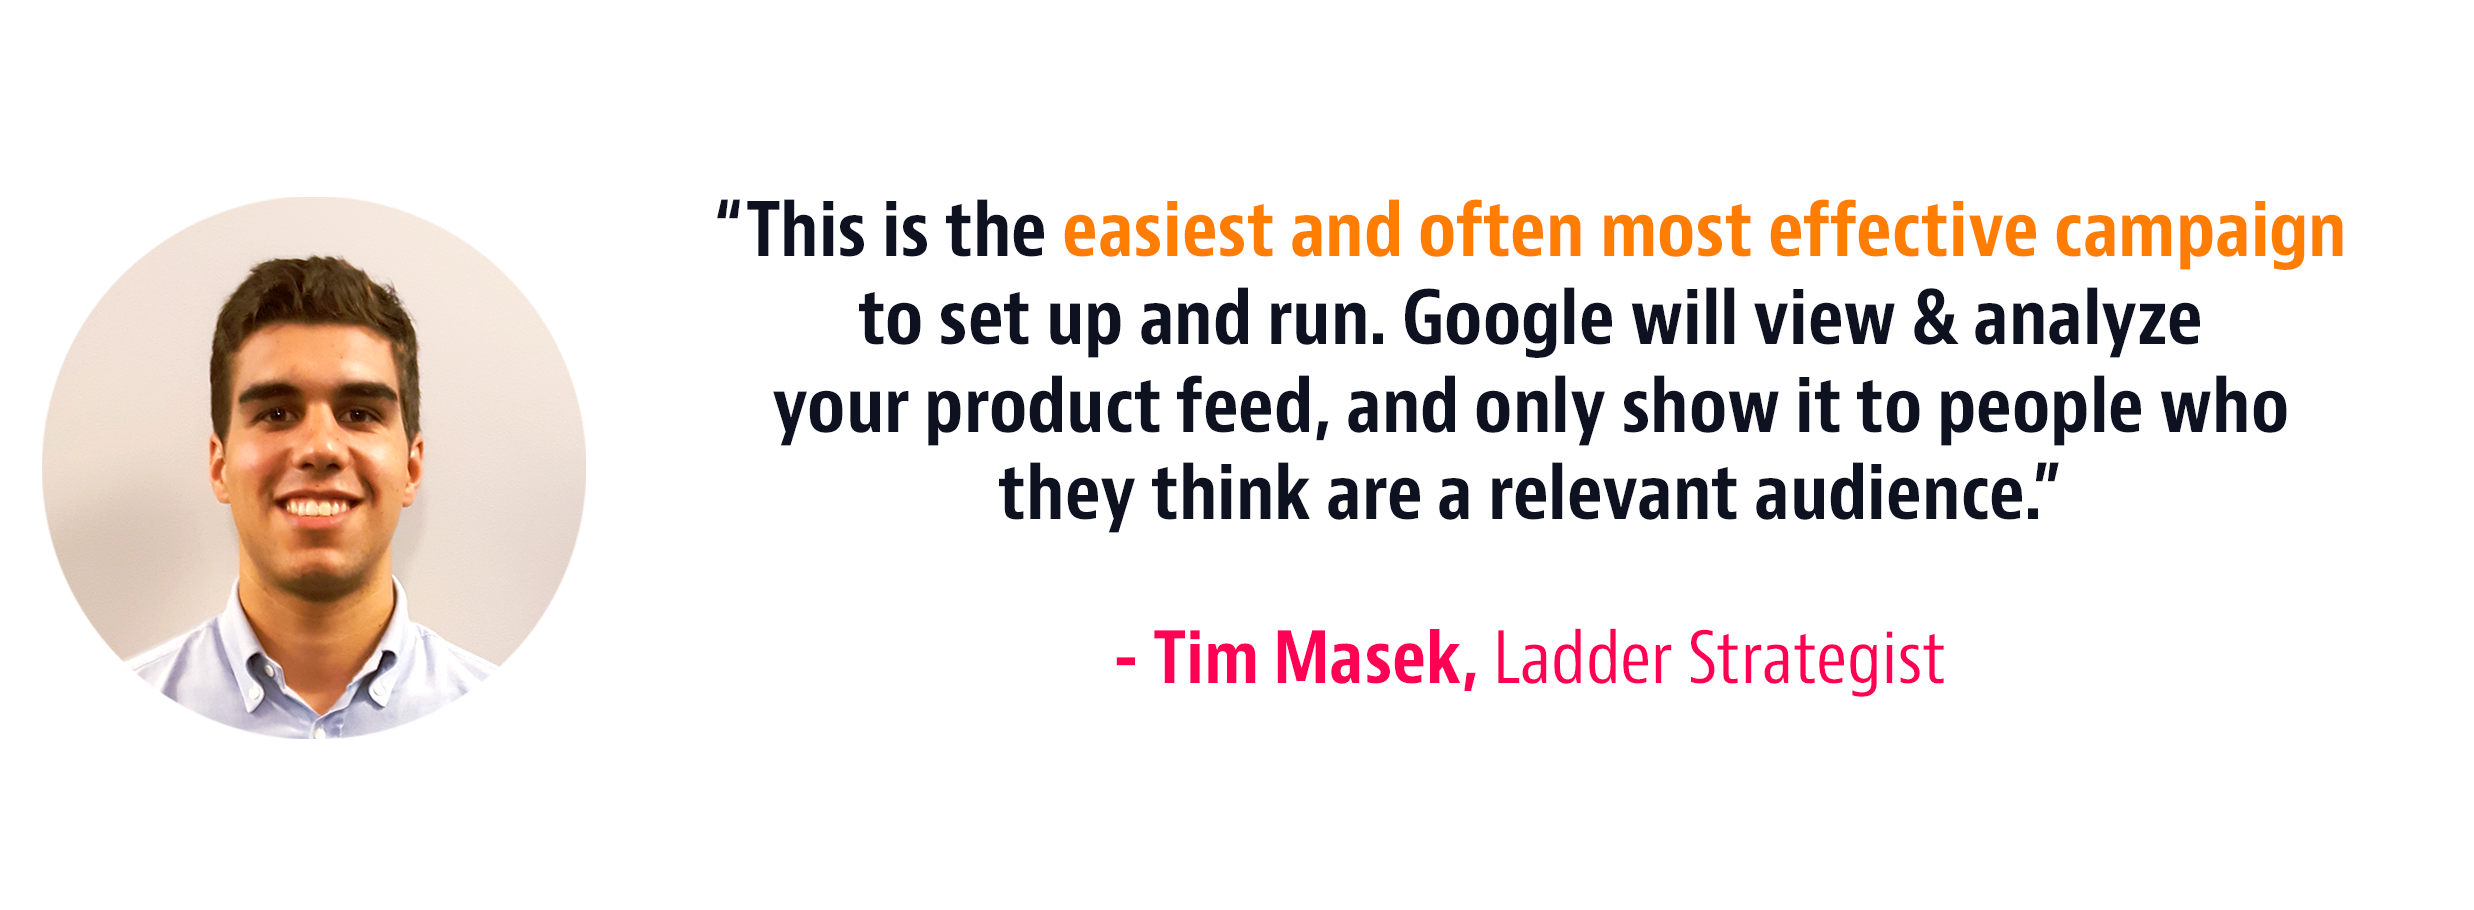 “This is the easiest and often most effective campaign
to set up and run. Google will view & analyze
your product feed, and only show it to people who
they think are a relevant audience.”
- Tim Masek, Ladder Strategist